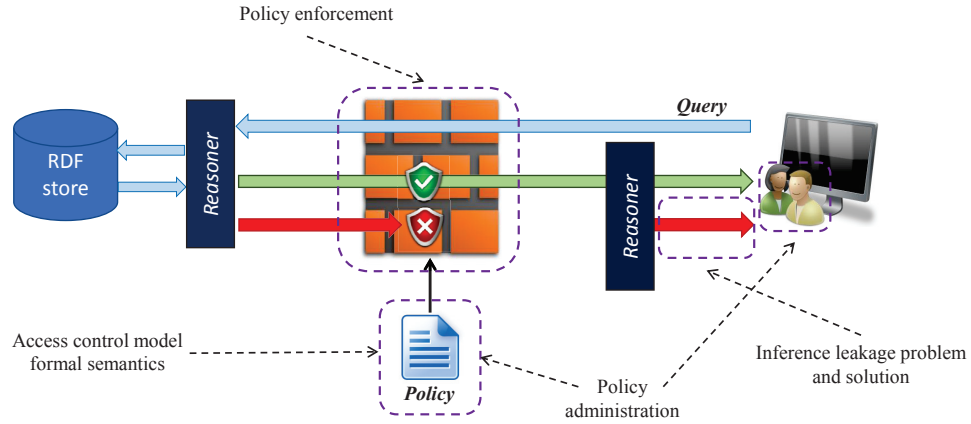 Policy enforcement
Query
RDF
store
Reasoner
Reasoner
Access control model
formal semantics
Policy
Policy
administration
Inference leakage problem
and solution